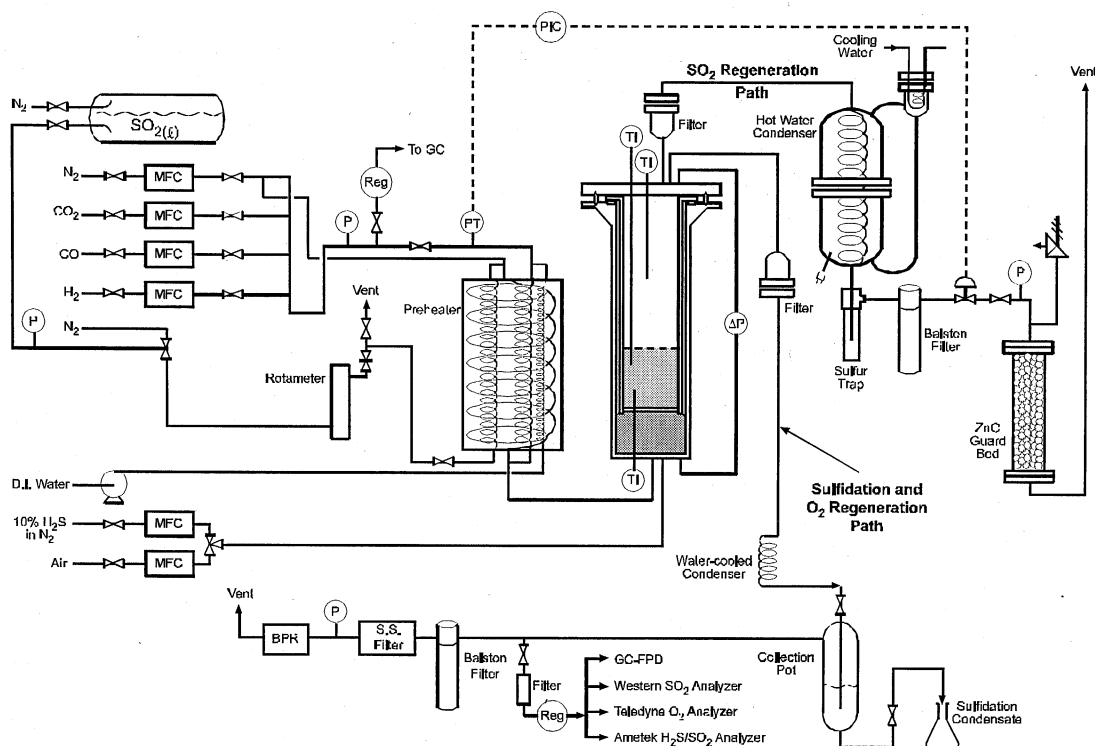 PIC
Cooling
Water
Vent
SO2 Regeneration
Path
N2
SO2(ℓ)
Filter
Hot Water
Condenser
To GC
TI
TI
N2
MFC
Reg
CO2
MFC
P
PT
CO
MFC
H2
MFC
P
Vent
Preheater
Filter
P
N2
ΔP
Balston
Filter
Rotameter
Sulfur
Trap
ZnO
Guard
Bed
TI
D.I. Water
Sulfidation and
O2 Regeneration
Path
10% H2S
in N2
MFC
Air
MFC
Water-cooled
Condenser
Vent
P
BPR
S.S.
Filter
Balston
Filter
GC-FPD
Collection
Pot
Filter
Western SO2 Analyzer
Reg
Teledyne O2 Analyzer
Sulfidation
Condensate
Ametek H2S/SO2 Analyzer